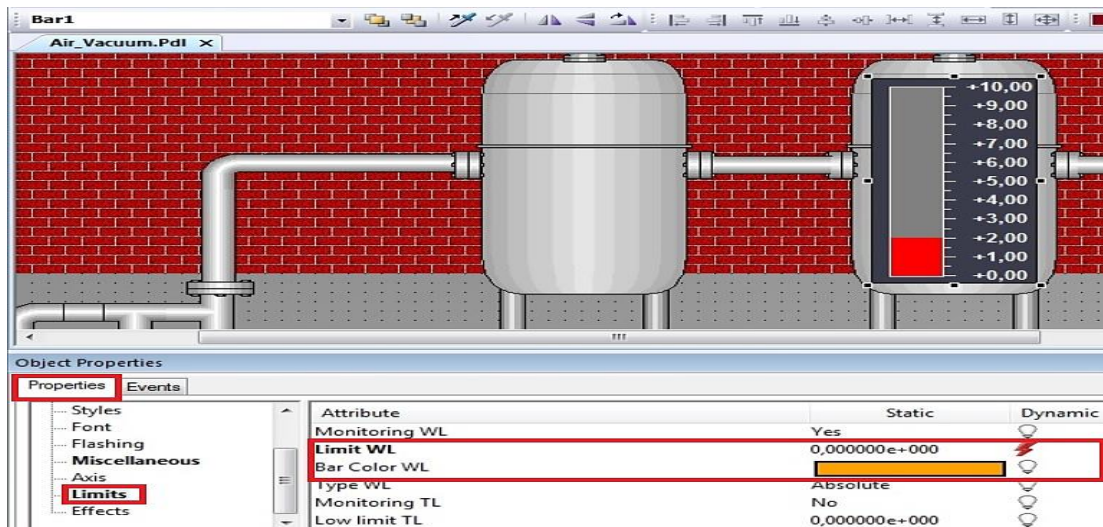 Bar1
Air_Vacuum.Pdl ×
+10,00
+9,00
+8,00
+7,00
+6,00
+5,00
+4,00
+3,00
+2,00
+1,00
+0,00
Object Properties
Properties Events
Styles
Font
Flashing
Miscellaneous
Axis
Limits
Effects
Attribute Static Dynamic
Monitoring WL Yes
Limit WL 0,000000e+000
Bar Color WL
Type WL Absolute
Monitoring TL No
Low limit TL 0,000000e+000